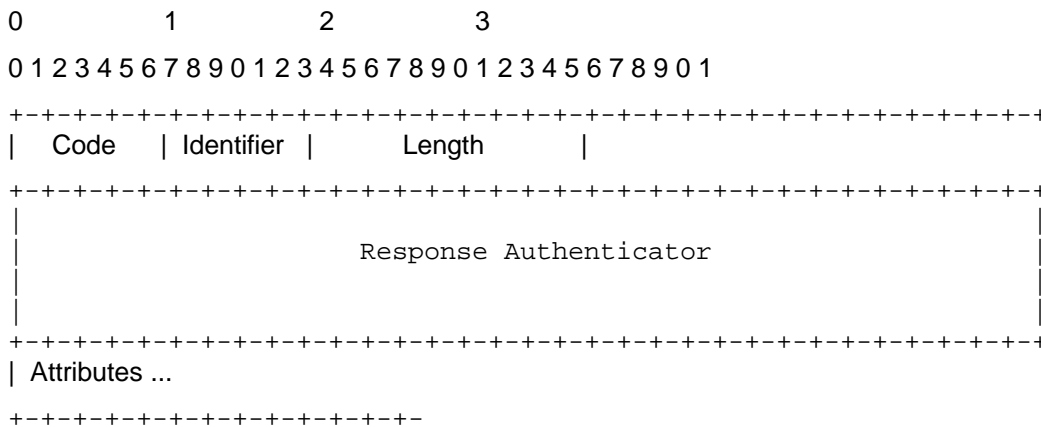 0 1 2 3
0 1 2 3 4 5 6 7 8 9 0 1 2 3 4 5 6 7 8 9 0 1 2 3 4 5 6 7 8 9 0 1
+-+-+-+-+-+-+-+-+-+-+-+-+-+-+-+-+-+-+-+-+-+-+-+-+-+-+-+-+-+-+-+-+
| Code | Identifier | Length |
+-+-+-+-+-+-+-+-+-+-+-+-+-+-+-+-+-+-+-+-+-+-+-+-+-+-+-+-+-+-+-+-+
| |
| Response Authenticator |
| |
| |
+-+-+-+-+-+-+-+-+-+-+-+-+-+-+-+-+-+-+-+-+-+-+-+-+-+-+-+-+-+-+-+-+
| Attributes ...
+-+-+-+-+-+-+-+-+-+-+-+-+-